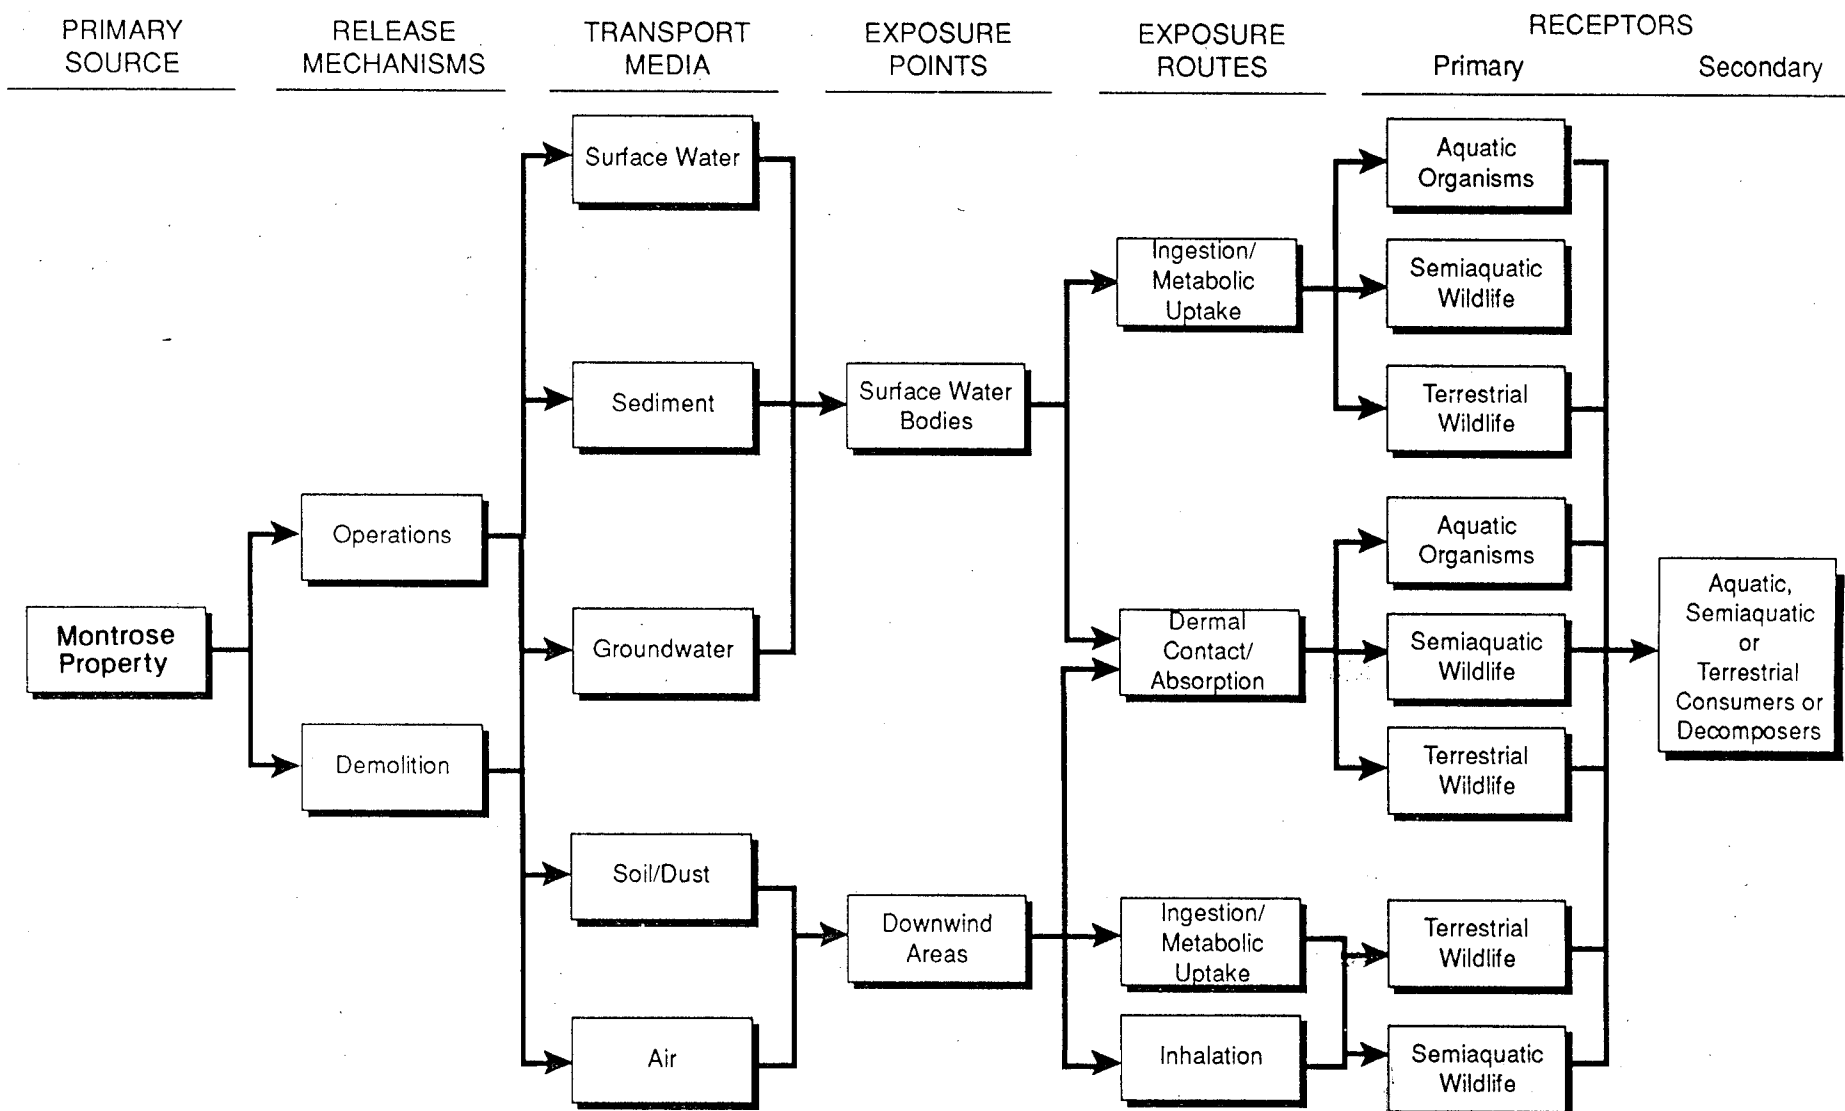 PRIMARY
SOURCE
RELEASE
MECHANISMS
TRANSPORT
MEDIA
EXPOSURE
POINTS
EXPOSURE
ROUTES
RECEPTORS
Primary
Secondary
Montrose
Property
Operations
Demolition
Surface Water
Sediment
Groundwater
Soil/Dust
Air
Surface Water
Bodies
Downwind
Areas
Ingestion/
Metabolic
Uptake
Dermal
Contact/
Absorption
Ingestion/
Metabolic
Uptake
Inhalation
Aquatic
Organisms
Semiaquatic
Wildlife
Terrestrial
Wildlife
Aquatic
Organisms
Semiaquatic
Wildlife
Terrestrial
Wildlife
Terrestrial
Wildlife
Semiaquatic
Wildlife
Aquatic,
Semiaquatic
or
Terrestrial
Consumers or
Decomposers